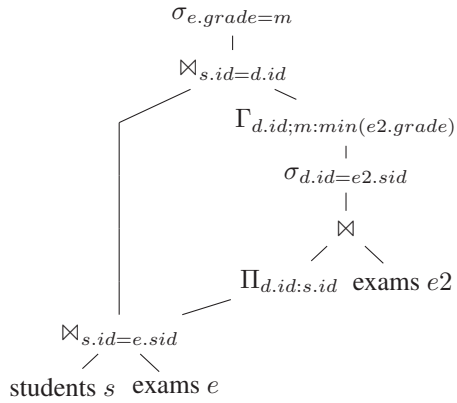 σ_{e.grade=m}
⋈_{s.id=d.id}
Γ_{d.id;m:min(e2.grade)}
σ_{d.id=e2.sid}
⋈
Π_{d.id:s.id} exams e2
⋈_{s.id=e.sid}
students s exams e